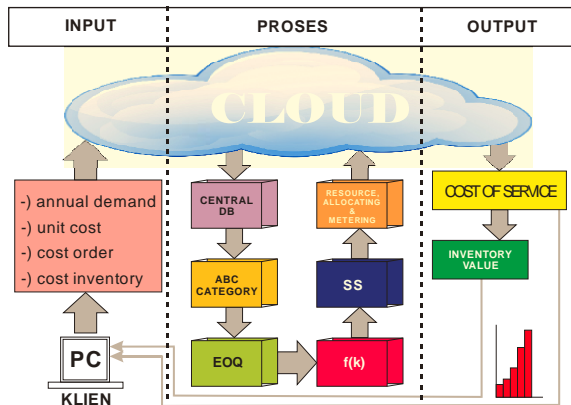 INPUT
PROSES
OUTPUT
CLOUD
-) annual demand
-) unit cost
-) cost order
-) cost inventory
PC
KLIEN
CENTRAL
DB
ABC
CATEGORY
EOQ
RESOURCE,
ALLOCATING
&
METERING
SS
f(k)
COST OF SERVICE
INVENTORY
VALUE